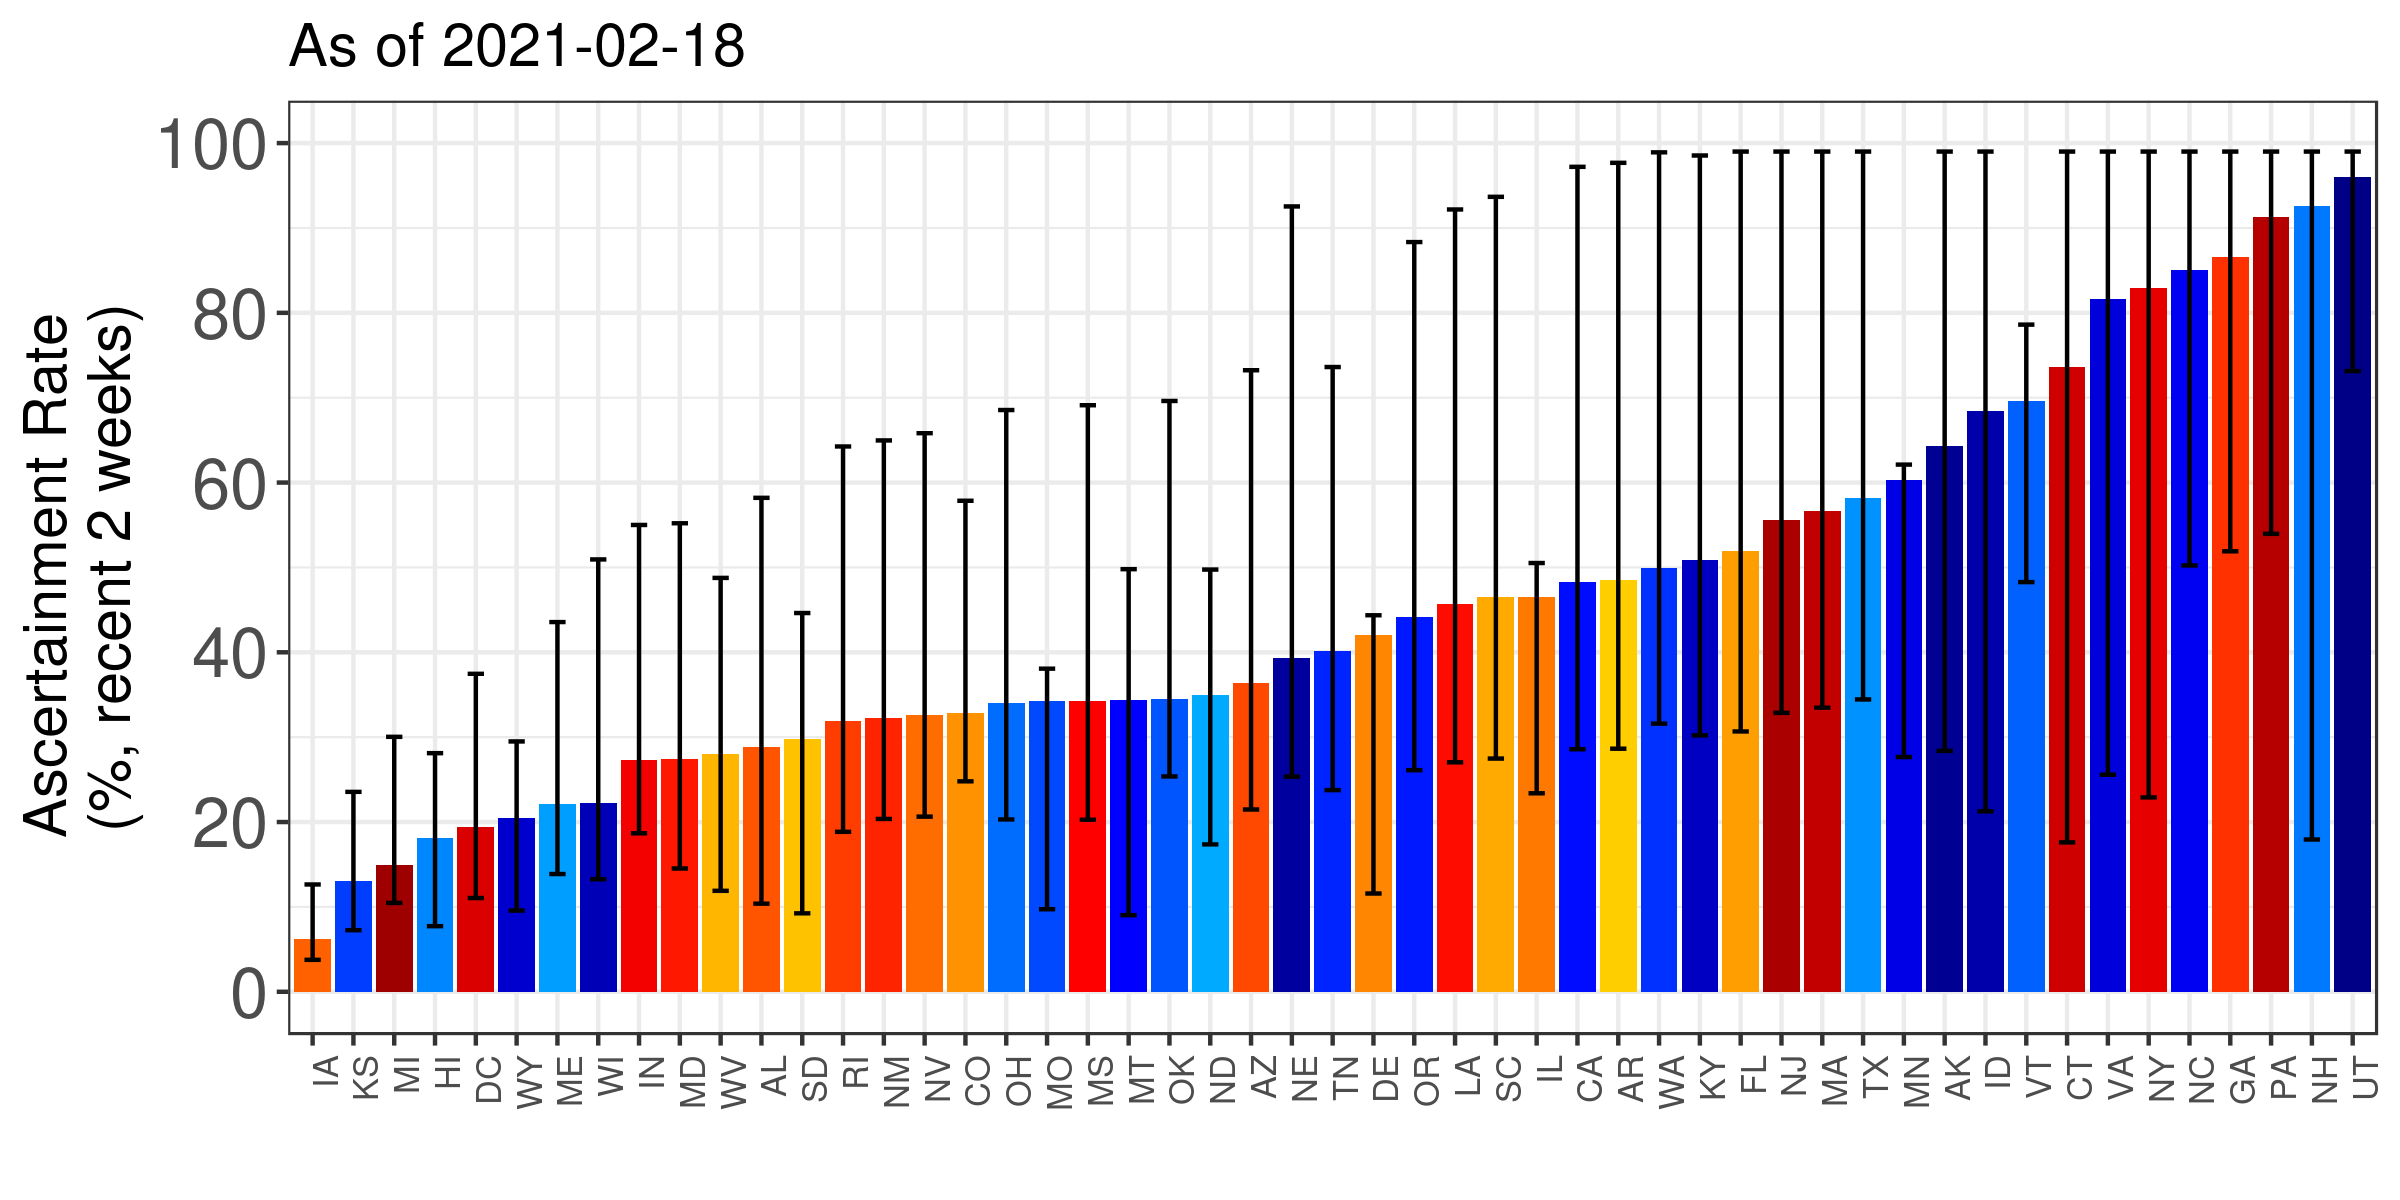 As of 2021-02-18
Ascertainment Rate
(%, recent 2 weeks)
100
80
60
40
20
0
IA KS MI HI DC WY ME WI IN MD WV AL SD RI NM NV CO OH MO MS MT OK ND AZ NE TN DE OR LA SC IL CA AR WA KY FL NJ MA TX MN AK ID VT CT VA NY NC GA PA NH UT